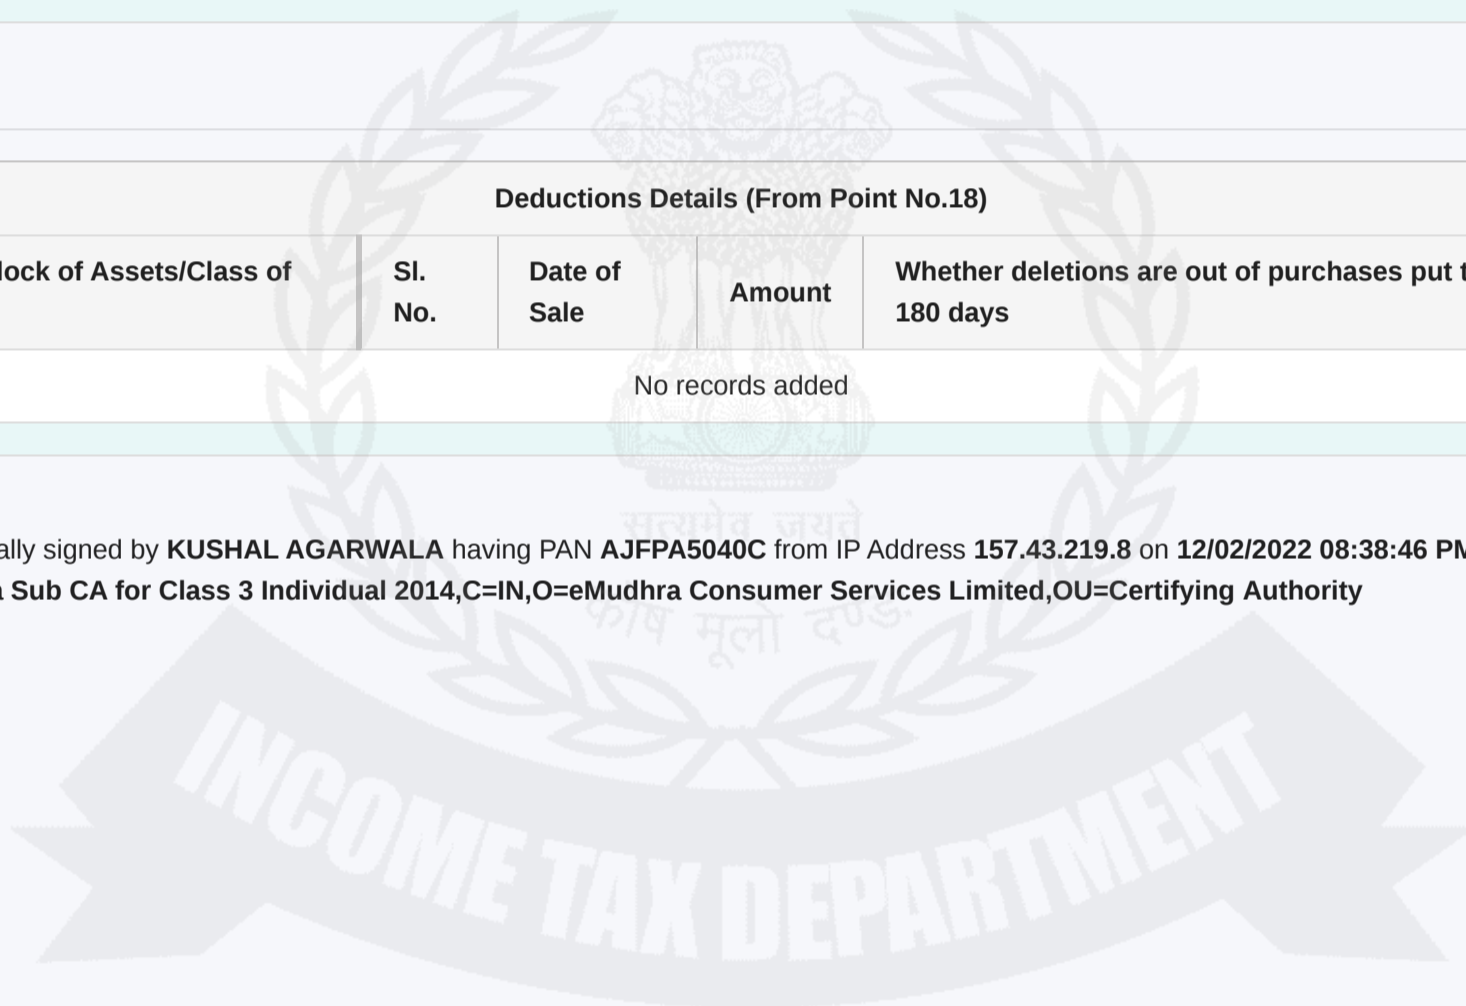 Deductions Details (From Point No.18)
lock of Assets/Class of
Sl.
No.
Date of
Sale
Amount
Whether deletions are out of purchases put t
180 days
No records added
सत्यमेव जयते
ally signed by KUSHAL AGARWALA having PAN AJFPA5040C from IP Address 157.43.219.8 on 12/02/2022 08:38:46 PM
Sub CA for Class 3 Individual 2014,C=IN,O=eMudhra Consumer Services Limited,OU=Certifying Authority
कोष मूलो दण्डः
INCOME TAX DEPARTMENT